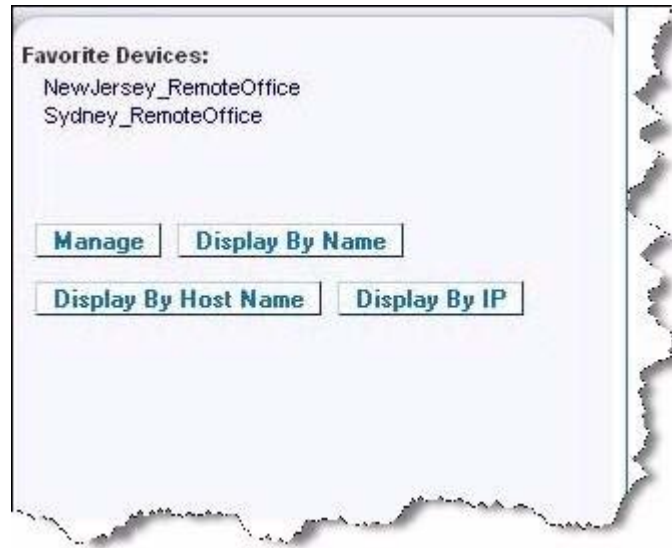 Favorite Devices:
NewJersey_RemoteOffice
Sydney_RemoteOffice
Manage Display By Name
Display By Host Name Display By IP